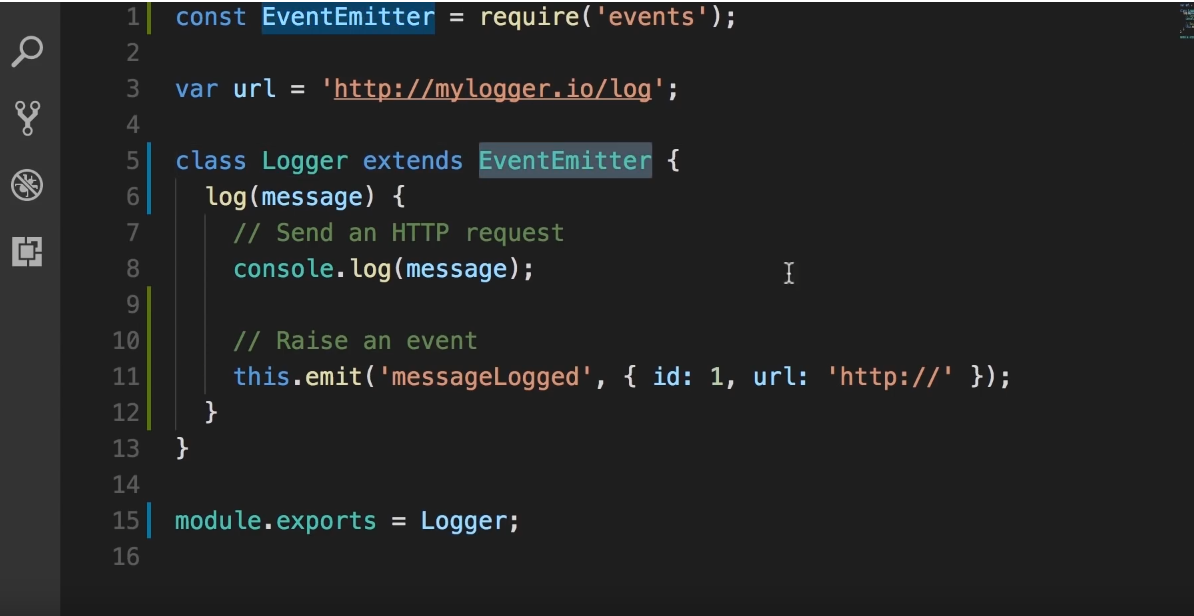 1 const EventEmitter = require('events');
2
3 var url = 'http://mylogger.io/log';
4
5 class Logger extends EventEmitter {
6   log(message) {
7     // Send an HTTP request
8     console.log(message);
9
10     // Raise an event
11     this.emit('messageLogged', { id: 1, url: 'http://' });
12   }
13 }
14
15 module.exports = Logger;
16